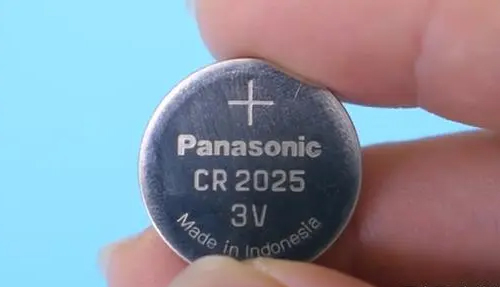 +
Panasonic
CR 2025
3V
Made in Indonesia